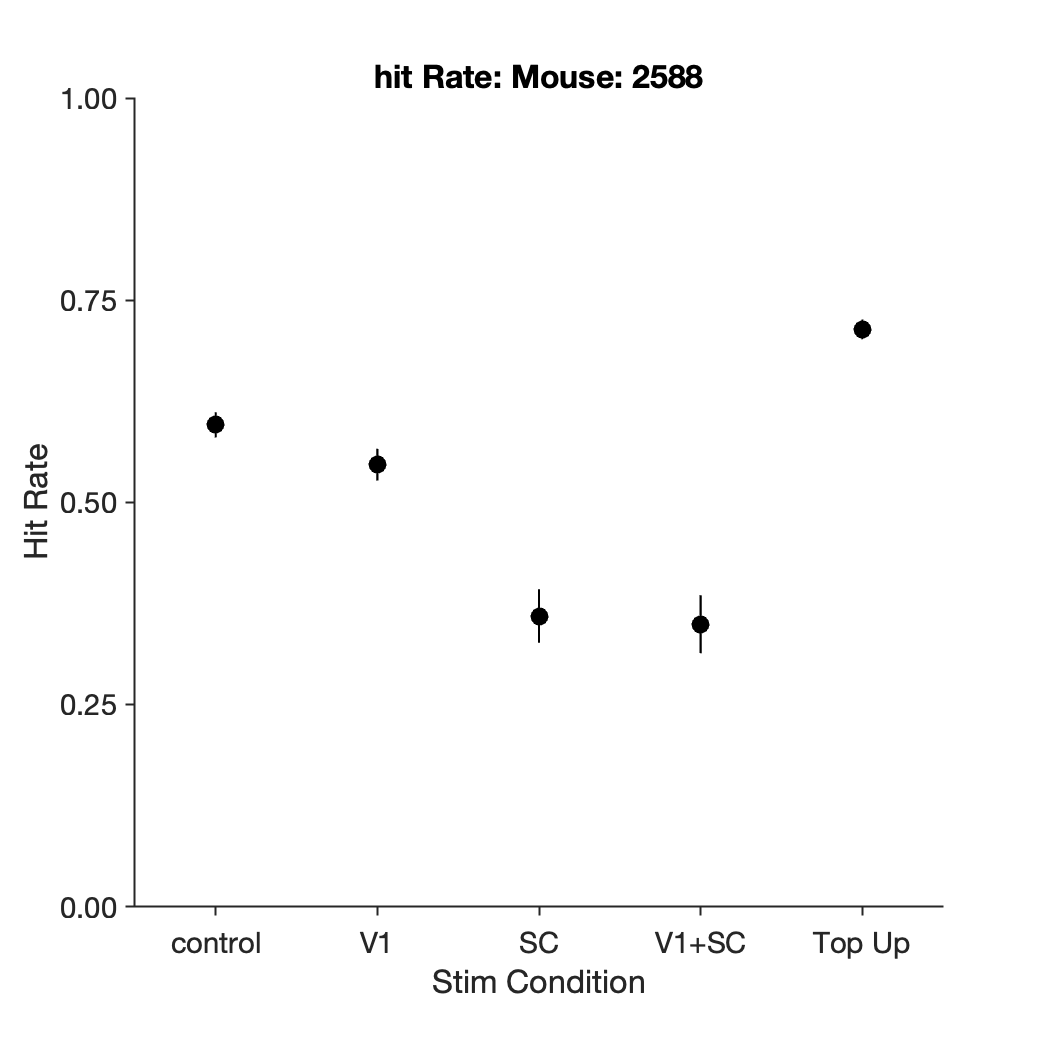 hit Rate: Mouse: 2588
1.00
0.75
0.50
0.25
0.00
Hit Rate
control V1 SC V1+SC Top Up
Stim Condition